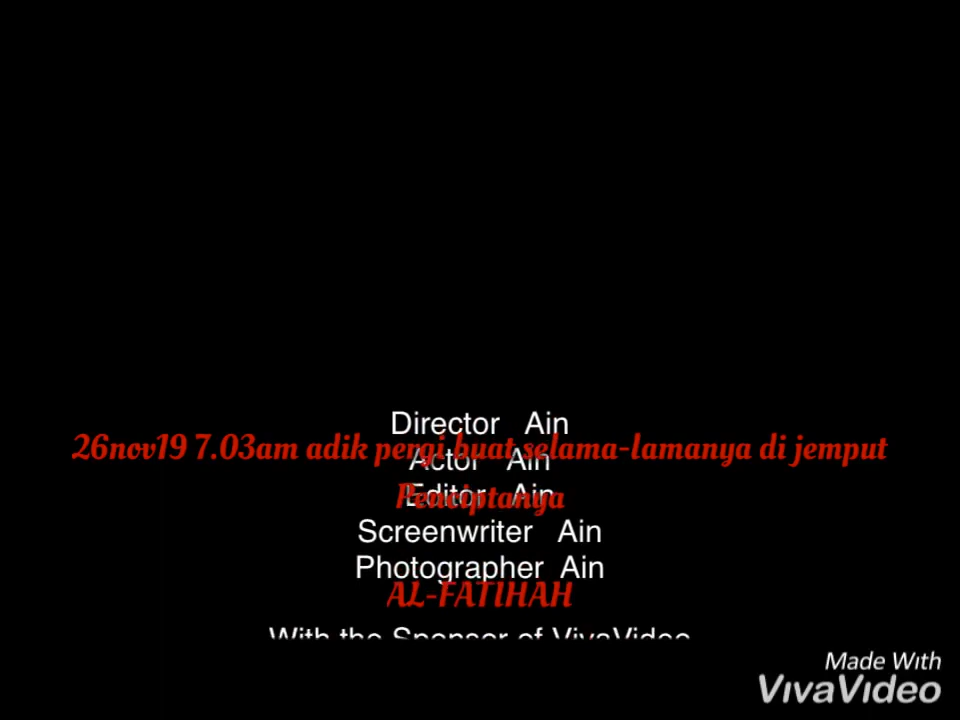 Director Ain
26nov19 7.03am adik pergi buat selama-lamanya di jemput
Actor Ain
Penciptanya
Editor Ain
Screenwriter Ain
Photographer Ain
AL-FATIHAH
With the Sponsor of VivaVideo
Made With
VivaVideo